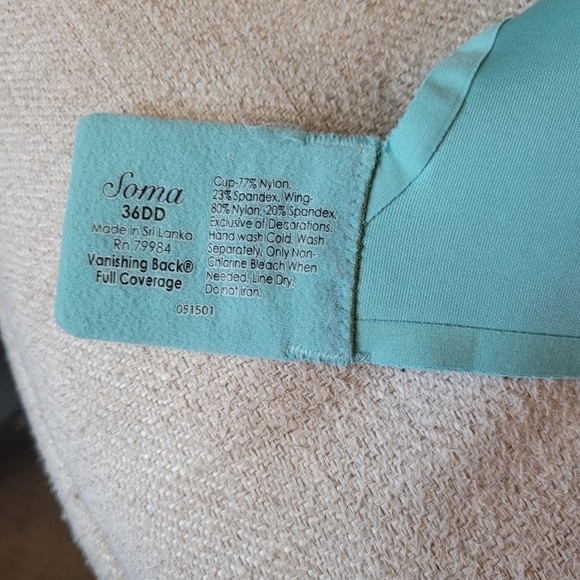 Soma
36DD
Made in Sri Lanka
Rn 79984
Vanishing Back®
Full Coverage
051501
Cup-77% Nylon,
23% Spandex, Wing-
80% Nylon, 20% Spandex,
Exclusive of Decorations.
Hand wash Cold, Wash
Separately, Only Non-
Chlorine Bleach When
Needed, Line Dry,
Do not Iron.